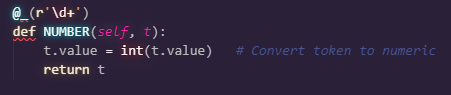 @_(r'\d+')
def NUMBER(self, t):
    t.value = int(t.value)   # Convert token to numeric
    return t